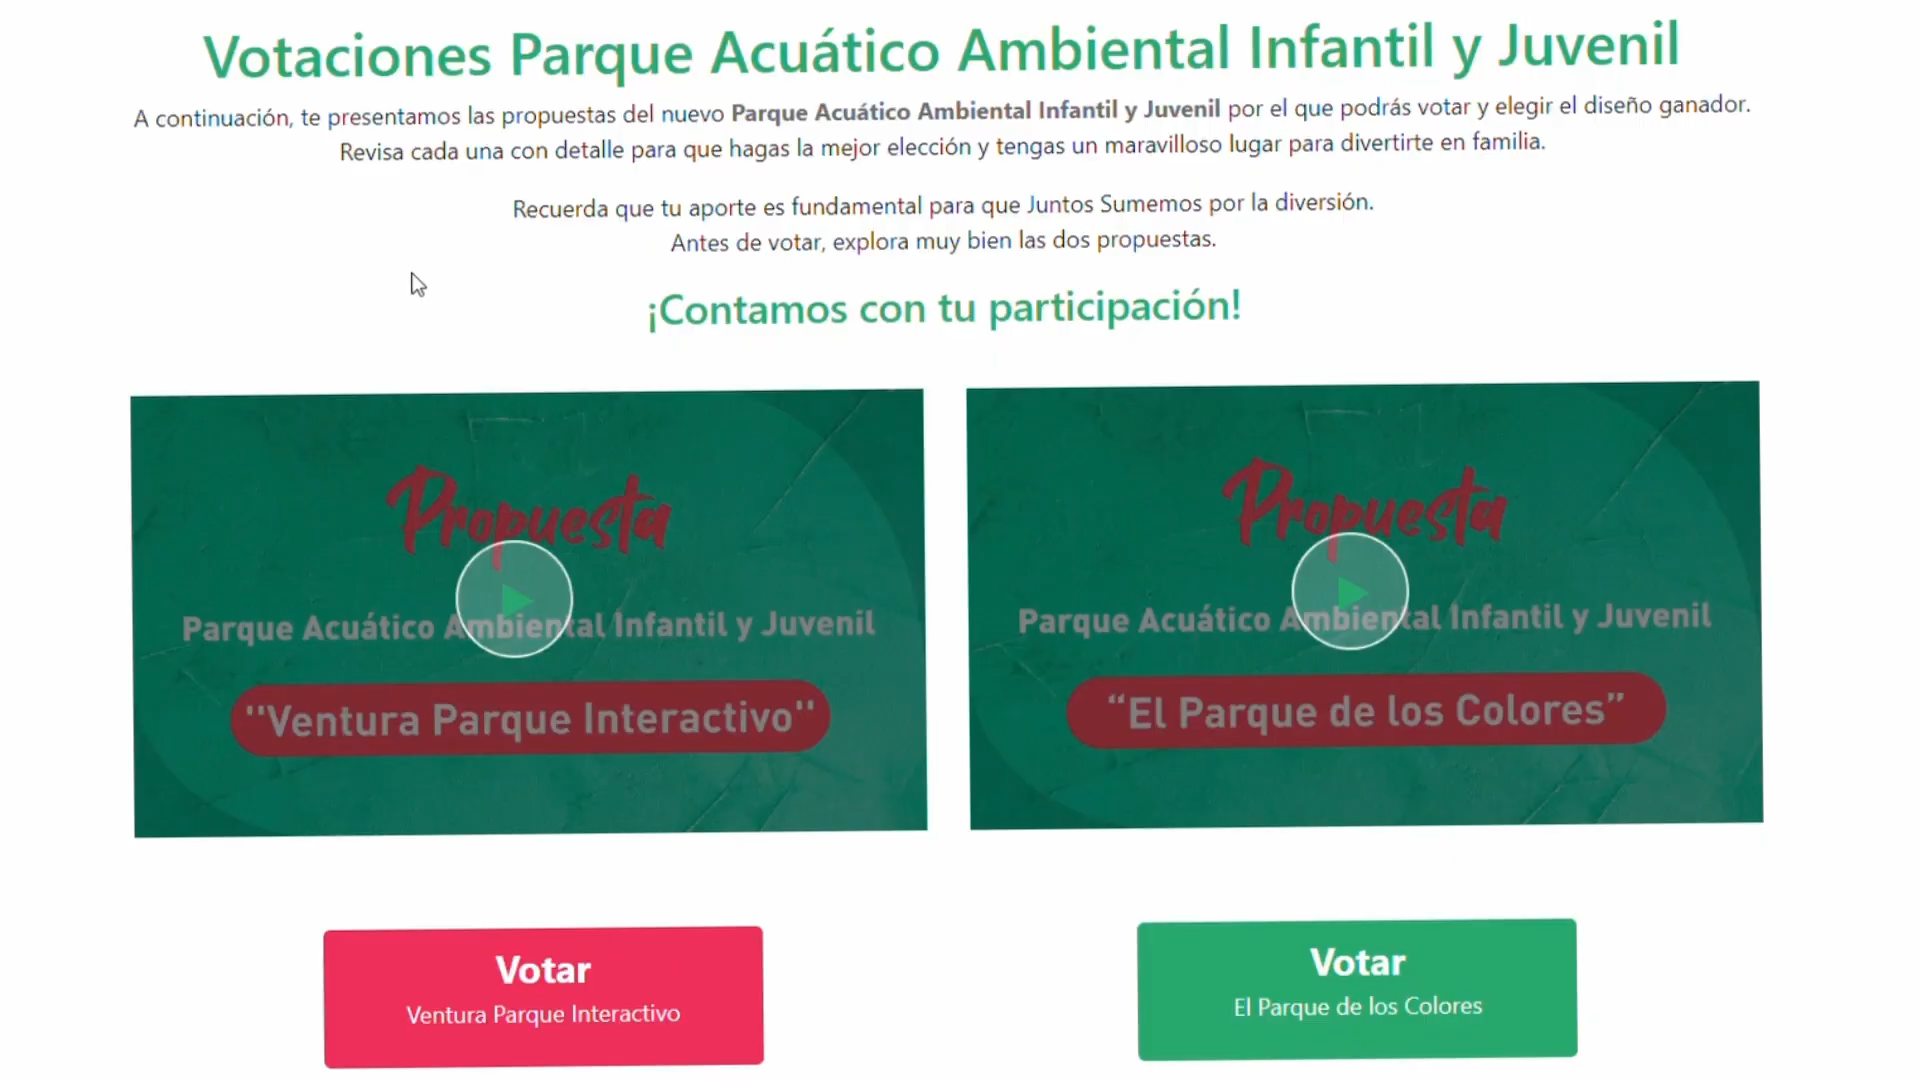 Votaciones Parque Acuático Ambiental Infantil y Juvenil
A continuación, te presentamos las propuestas del nuevo Parque Acuático Ambiental Infantil y Juvenil por el que podrás votar y elegir el diseño ganador.
Revisa cada una con detalle para que hagas la mejor elección y tengas un maravilloso lugar para divertirte en familia.
Recuerda que tu aporte es fundamental para que Juntos Sumemos por la diversión.
Antes de votar, explora muy bien las dos propuestas.
¡Contamos con tu participación!
Propuesta
Parque Acuático Ambiental Infantil y Juvenil
"Ventura Parque Interactivo"
Propuesta
Parque Acuático Ambiental Infantil y Juvenil
“El Parque de los Colores”
Votar
Ventura Parque Interactivo
Votar
El Parque de los Colores